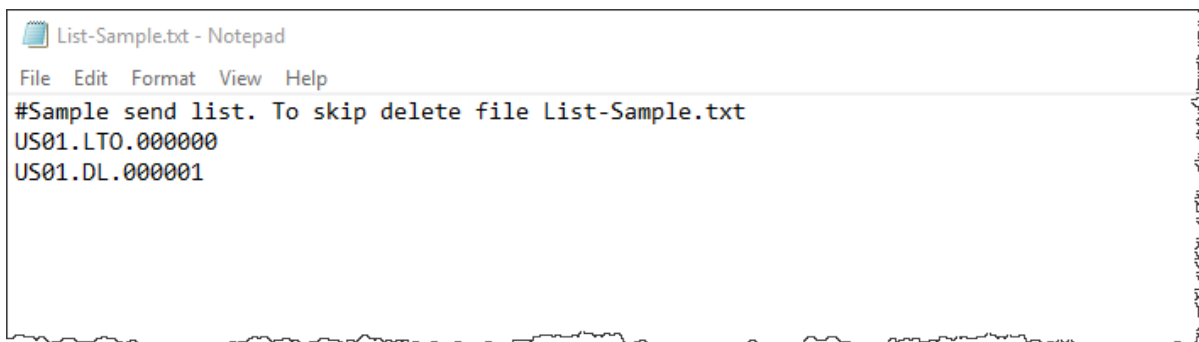 List-Sample.txt - Notepad
File Edit Format View Help
#Sample send list. To skip delete file List-Sample.txt
US01.LTO.000000
US01.DL.000001